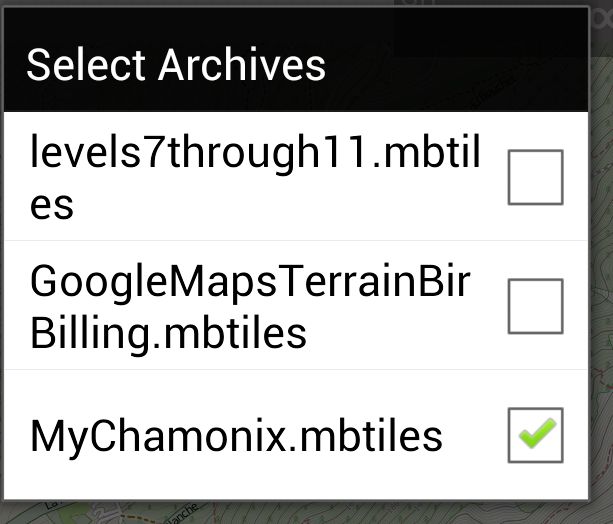 Select Archives
levels7through11.mbtil
es
GoogleMapsTerrainBir
Billing.mbtiles
MyChamonix.mbtiles